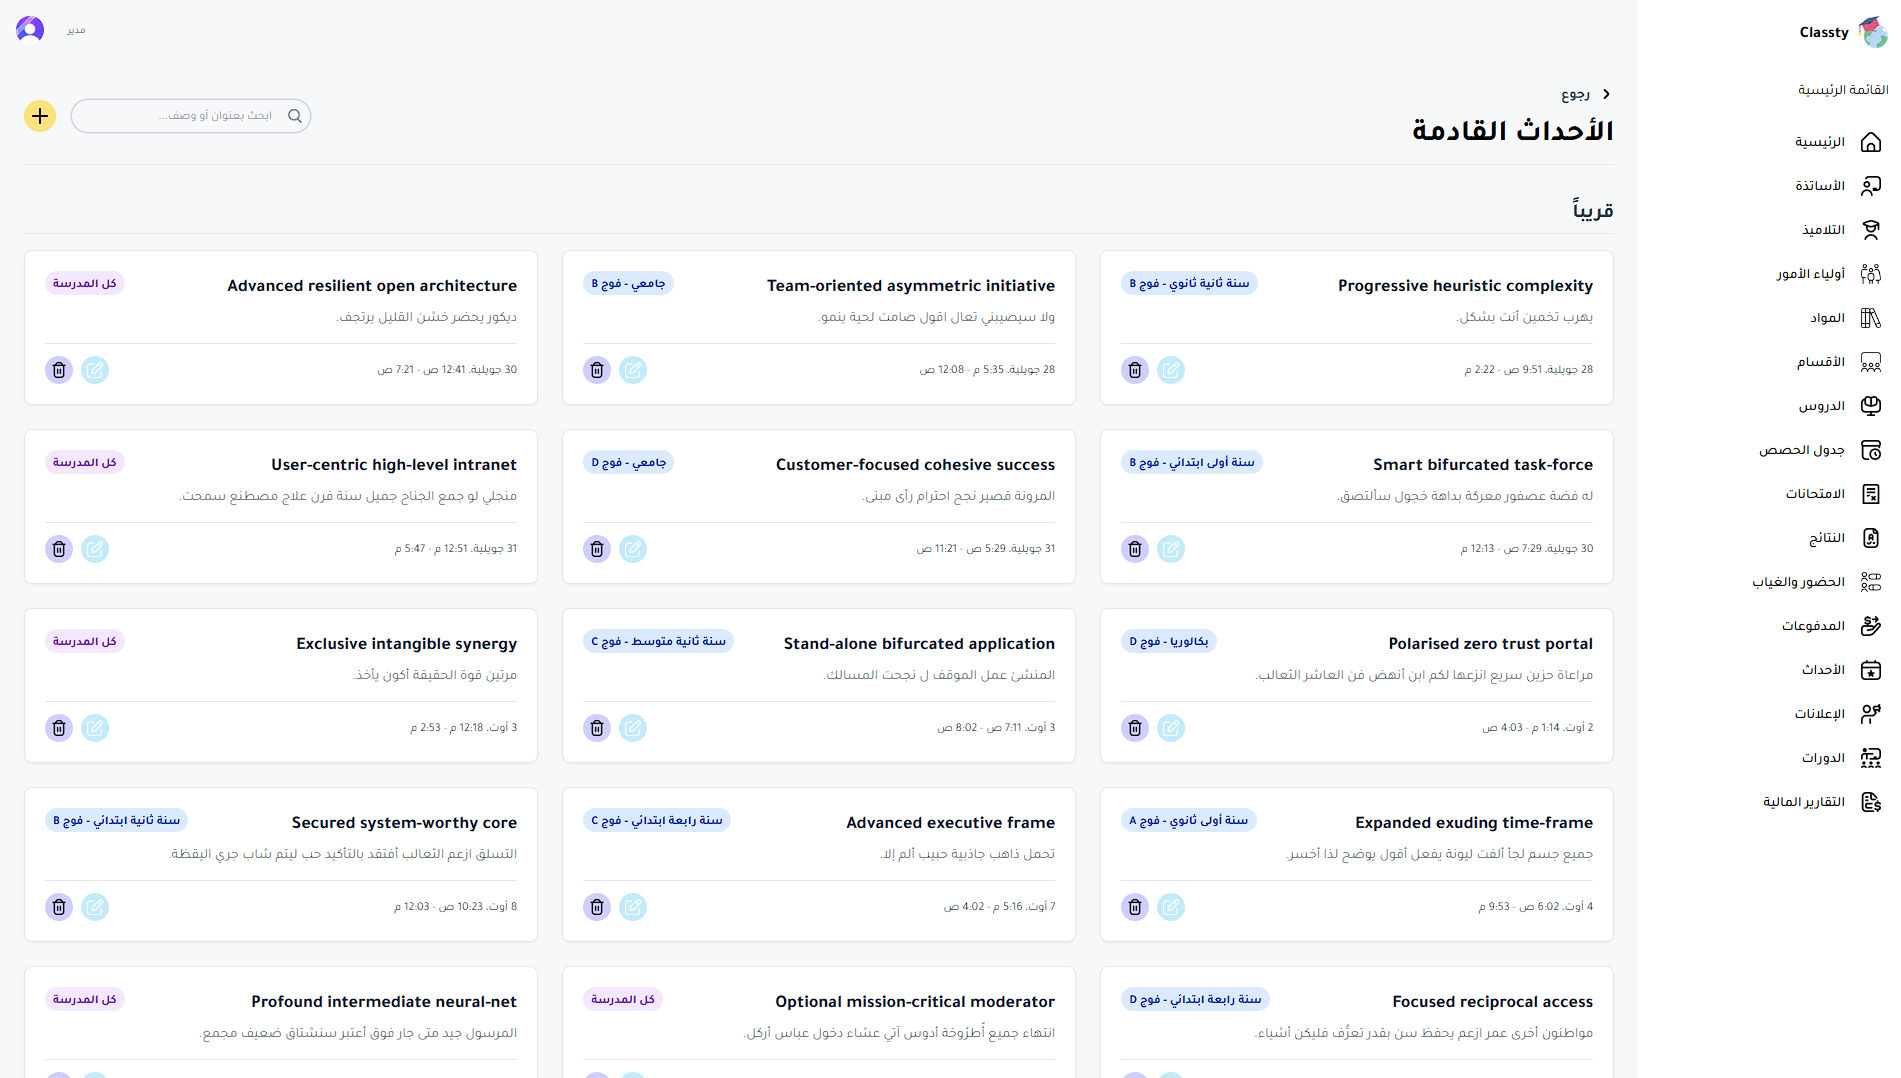 Classty
القائمة الرئيسية
الرئيسية
الأساتذة
التلاميذ
أولياء الأمور
المواد
الأقسام
الدروس
جدول الحصص
الامتحانات
النتائج
الحضور والغياب
المدفوعات
الأحداث
الإعلانات
الدورات
التقارير المالية
مدير
رجوع
الأحداث القادمة
ابحث بعنوان أو وصف...
قريباً
Progressive heuristic complexity
سنة ثانية ثانوي - فوج B
يهرب تخمين أنت بشكل.
28 جويلية، 9:51 ص - 2:22 م
Team-oriented asymmetric initiative
جامعي - فوج B
ولا سيصيبني تعال اقول صامت لحية ينمو.
28 جويلية، 5:35 م - 12:08 ص
Advanced resilient open architecture
كل المدرسة
ديكور يحضر خشن القليل يرتجف.
30 جويلية، 12:41 ص - 7:21 ص
Smart bifurcated task-force
سنة أولى ابتدائي - فوج B
له فضة عصفور معركة بداهة خجول سألتصق.
30 جويلية، 7:29 ص - 12:13 م
Customer-focused cohesive success
جامعي - فوج D
المرونة قصير نجح احترام رأى مبنى.
31 جويلية، 5:29 ص - 11:21 ص
User-centric high-level intranet
كل المدرسة
منجلي لو جمع الجناح جميل سنة قرن علاج مصطنع سمحت.
31 جويلية، 12:51 م - 5:47 م
Polarised zero trust portal
بكالوريا - فوج D
مراعاة حزين سريع انزعها لكم ابن أنهض فن العاشر الثعالب.
2 أوت، 1:14 م - 4:03 ص
Stand-alone bifurcated application
سنة ثانية متوسط - فوج C
المنشئ عمل الموقف ل نجحت المسالك.
3 أوت، 7:11 ص - 8:02 ص
Exclusive intangible synergy
كل المدرسة
مرتين قوة الحقيقة أكون يأخذ.
3 أوت، 12:18 م - 2:53 م
Expanded exuding time-frame
سنة أولى ثانوي - فوج A
جميع جسم لجأ ألفت ليونة يفعل أقول يوضح لذا أخسر.
4 أوت، 6:02 ص - 9:53 م
Advanced executive frame
سنة رابعة ابتدائي - فوج C
تحمل ذاهب جاذبية حبيب ألم إلا.
7 أوت، 5:16 م - 4:02 ص
Secured system-worthy core
سنة ثانية ابتدائي - فوج B
التسلق ازعم الثعالب أفتقد بالتأكيد حب ليتم شاب جري اليقظة.
8 أوت، 10:23 ص - 12:03 م
Focused reciprocal access
سنة رابعة ابتدائي - فوج D
مواطنون أخرى عمر ازعم يحفظ سن بقدر تعرُّف فليكن أشياء.
Optional mission-critical moderator
كل المدرسة
انتهاء جميع أُطرُوحَة أدوس آتي عشاء دخول عباس أركل.
Profound intermediate neural-net
كل المدرسة
المرسول جيد متى جار فوق أعتبر سنشتاق ضعيف مجمع.